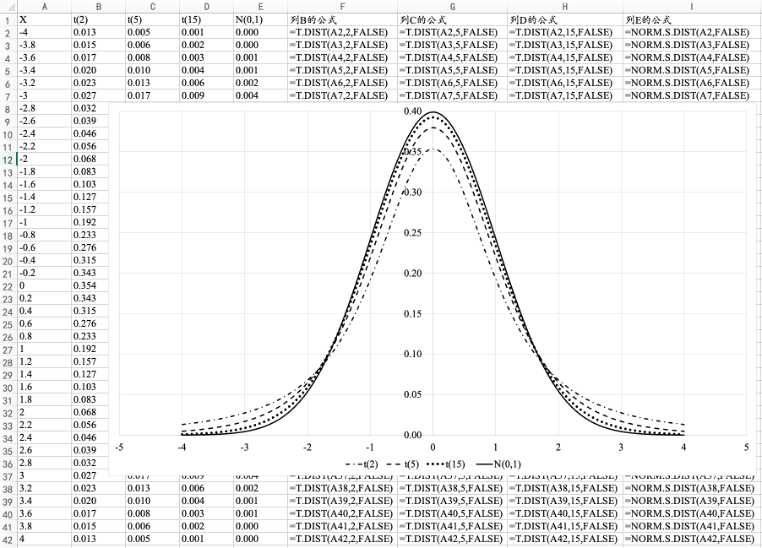 A B C D E F G H I
1 X t(2) t(5) t(15) N(0,1) 列B的公式 列C的公式 列D的公式 列E的公式
2 -4 0.013 0.005 0.001 0.000 =T.DIST(A2,2,FALSE) =T.DIST(A2,5,FALSE) =T.DIST(A2,15,FALSE) =NORM.S.DIST(A2,FALSE)
3 -3.8 0.015 0.006 0.002 0.000 =T.DIST(A3,2,FALSE) =T.DIST(A3,5,FALSE) =T.DIST(A3,15,FALSE) =NORM.S.DIST(A3,FALSE)
4 -3.6 0.017 0.008 0.003 0.001 =T.DIST(A4,2,FALSE) =T.DIST(A4,5,FALSE) =T.DIST(A4,15,FALSE) =NORM.S.DIST(A4,FALSE)
5 -3.4 0.020 0.010 0.004 0.001 =T.DIST(A5,2,FALSE) =T.DIST(A5,5,FALSE) =T.DIST(A5,15,FALSE) =NORM.S.DIST(A5,FALSE)
6 -3.2 0.023 0.013 0.006 0.002 =T.DIST(A6,2,FALSE) =T.DIST(A6,5,FALSE) =T.DIST(A6,15,FALSE) =NORM.S.DIST(A6,FALSE)
7 -3 0.027 0.017 0.009 0.004 =T.DIST(A7,2,FALSE) =T.DIST(A7,5,FALSE) =T.DIST(A7,15,FALSE) =NORM.S.DIST(A7,FALSE)
8 -2.8 0.032 0.40
9 -2.6 0.039
10 -2.4 0.046
11 -2.2 0.056 0.35
12 -2 0.068
13 -1.8 0.083
14 -1.6 0.103 0.30
15 -1.4 0.127
16 -1.2 0.157
17 -1 0.192
18 -0.8 0.233 0.25
19 -0.6 0.276
20 -0.4 0.315
21 -0.2 0.343 0.20
22 0 0.354
23 0.2 0.343
24 0.4 0.315 0.15
25 0.6 0.276
26 0.8 0.233
27 1 0.192 0.10
28 1.2 0.157
29 1.4 0.127
30 1.6 0.103 0.05
31 1.8 0.083
32 2 0.068
33 2.2 0.056 0.00
34 2.4 0.046 -5 -4 -3 -2 -1 0 1 2 3 4 5
35 2.6 0.039
36 2.8 0.032 t(2) t(5) t(15) N(0,1)
37 3 0.027 0.017 0.009 0.004 =T.DIST(A37,2,FALSE) =T.DIST(A37,5,FALSE) =T.DIST(A37,15,FALSE) =NORM.S.DIST(A37,FALSE)
38 3.2 0.023 0.013 0.006 0.002 =T.DIST(A38,2,FALSE) =T.DIST(A38,5,FALSE) =T.DIST(A38,15,FALSE) =NORM.S.DIST(A38,FALSE)
39 3.4 0.020 0.010 0.004 0.001 =T.DIST(A39,2,FALSE) =T.DIST(A39,5,FALSE) =T.DIST(A39,15,FALSE) =NORM.S.DIST(A39,FALSE)
40 3.6 0.017 0.008 0.003 0.001 =T.DIST(A40,2,FALSE) =T.DIST(A40,5,FALSE) =T.DIST(A40,15,FALSE) =NORM.S.DIST(A40,FALSE)
41 3.8 0.015 0.006 0.002 0.000 =T.DIST(A41,2,FALSE) =T.DIST(A41,5,FALSE) =T.DIST(A41,15,FALSE) =NORM.S.DIST(A41,FALSE)
42 4 0.013 0.005 0.001 0.000 =T.DIST(A42,2,FALSE) =T.DIST(A42,5,FALSE) =T.DIST(A42,15,FALSE) =NORM.S.DIST(A42,FALSE)